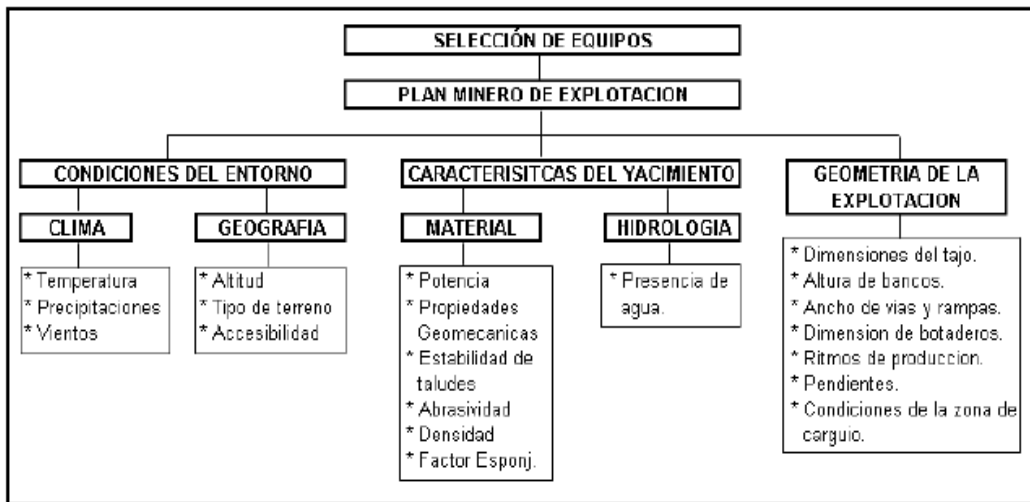 SELECCIÓN DE EQUIPOS
PLAN MINERO DE EXPLOTACION
CONDICIONES DEL ENTORNO
CLIMA
* Temperatura
* Precipitaciones
* Vientos
GEOGRAFIA
* Altitud
* Tipo de terreno
* Accesibilidad
CARACTERISITCAS DEL YACIMIENTO
MATERIAL
* Potencia
* Propiedades
Geomecanicas
* Estabilidad de
taludes
* Abrasividad
* Densidad
* Factor Esponj.
HIDROLOGIA
* Presencia de
agua.
GEOMETRIA DE LA
EXPLOTACION
* Dimensiones del tajo.
* Altura de bancos.
* Ancho de vias y rampas.
* Dimension de botaderos.
* Ritmos de produccion.
* Pendientes.
* Condiciones de la zona de
carguio.